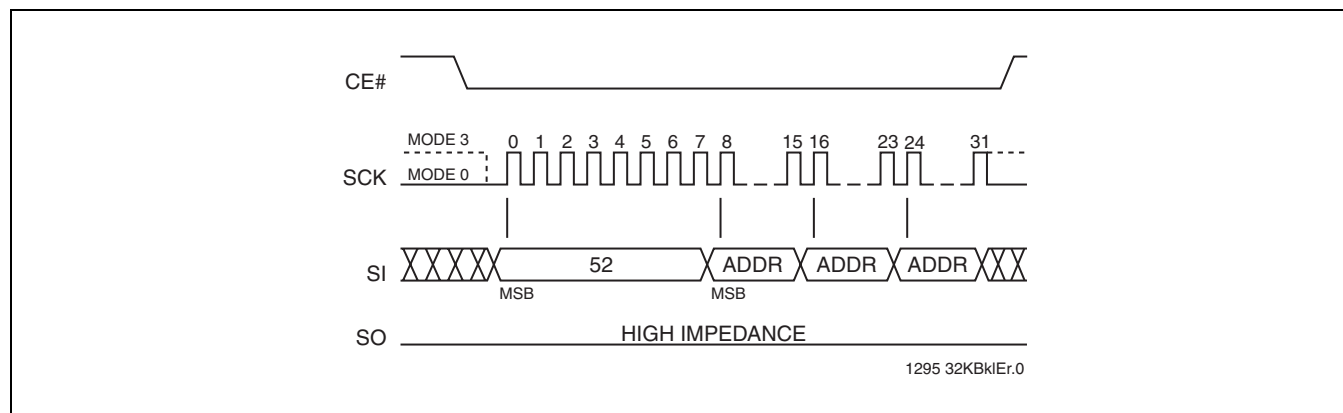 CE#
MODE 3
0 1 2 3 4 5 6 7 8 15 16 23 24 31
SCK
MODE 0
SI
52 ADDR ADDR ADDR
MSB MSB
SO
HIGH IMPEDANCE
1295 32KBklEr.0